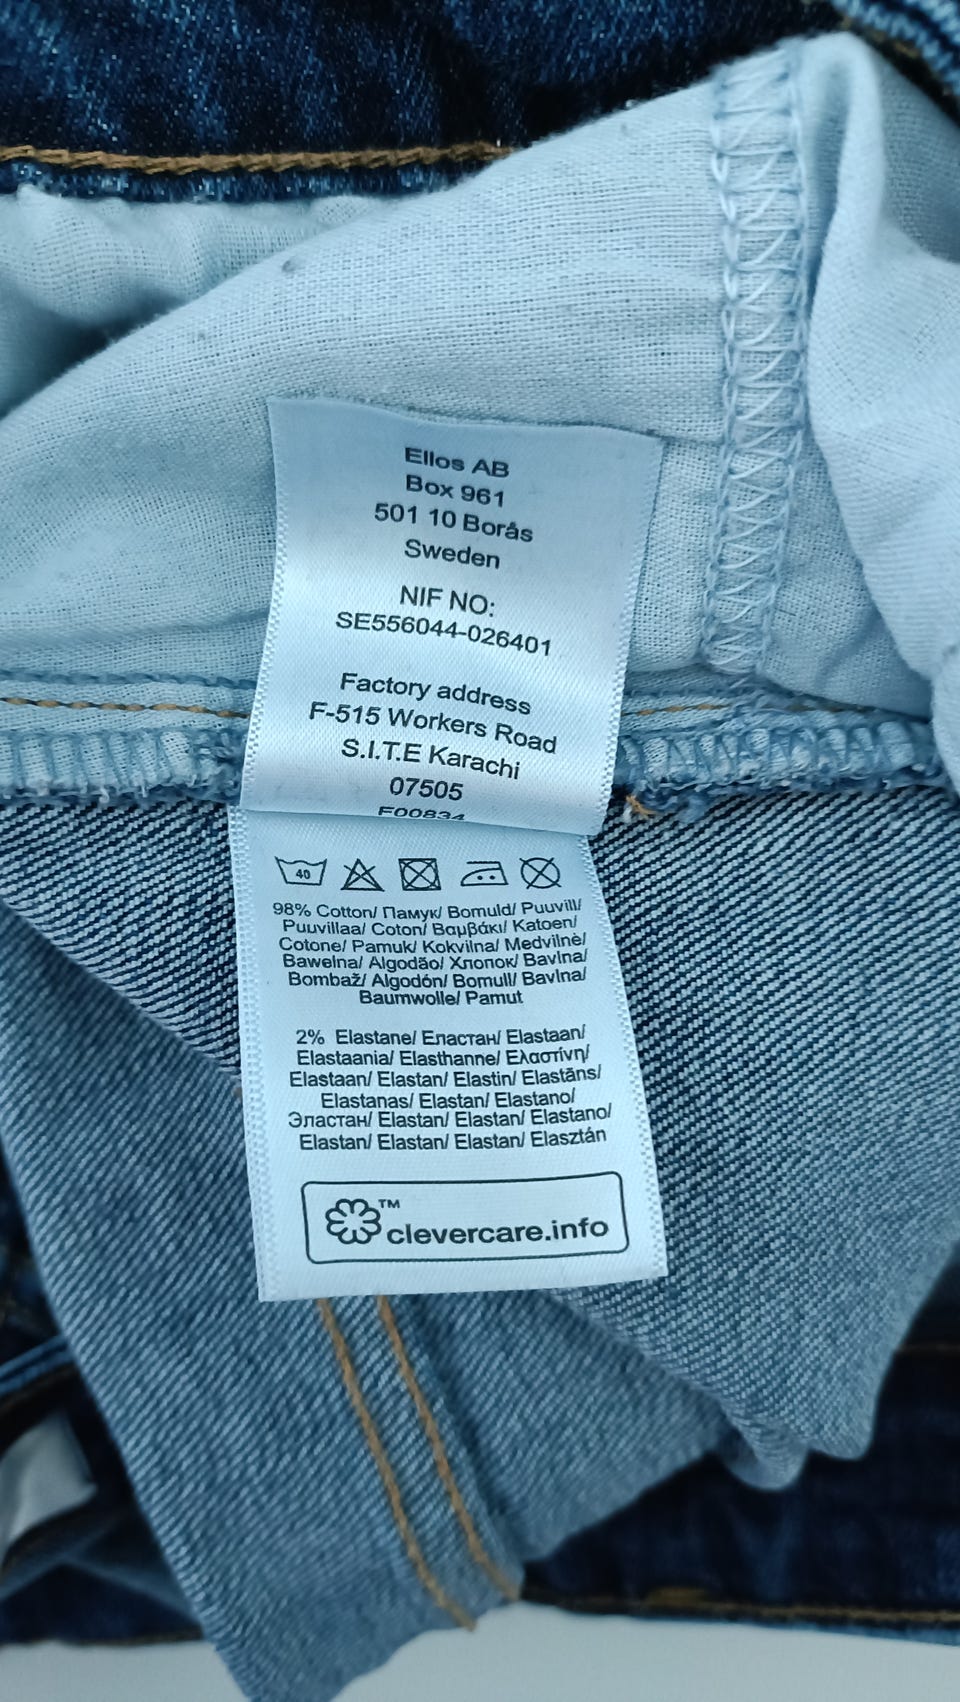 Ellos AB
Box 961
501 10 Borås
Sweden
NIF NO:
SE556044-026401
Factory address
F-515 Workers Road
S.I.T.E Karachi
07505
F00834
40
98% Cotton/ Памук/ Bomuld/ Puuvill/
Puuvillaa/ Coton/ Βαμβάκι/ Katoen/
Cotone/ Pamuk/ Kokvilna/ Medvilnė/
Bawełna/ Algodão/ Хлопок/ Bavlna/
Bombaž/ Algodón/ Bomull/ Bavlna/
Baumwolle/ Pamut
2% Elastane/ Еластан/ Elastaan/
Elastaania/ Elasthanne/ Ελαστίνη/
Elastaan/ Elastan/ Elastin/ Elastāns/
Elastanas/ Elastan/ Elastano/
Эластан/ Elastan/ Elastan/ Elastano/
Elastan/ Elastan/ Elastan/ Elasztán
™
clevercare.info